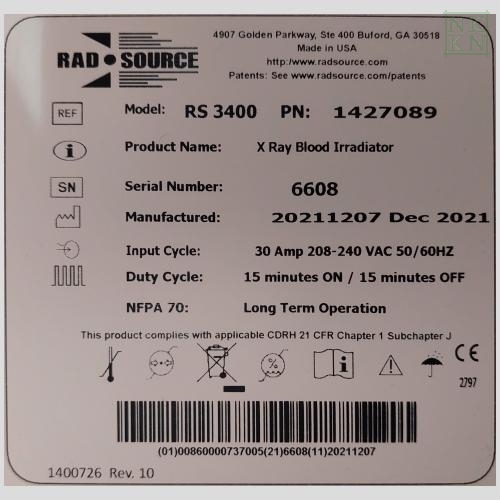 4907 Golden Parkway, Ste 400 Buford, GA 30518
Made in USA
http:/www.radsource.com
Patents: See www.radsource.com/patents
RAD SOURCE
REF Model: RS 3400 PN: 1427089
i Product Name: X Ray Blood Irradiator
SN Serial Number: 6608
Manufactured: 20211207 Dec 2021
Input Cycle: 30 Amp 208-240 VAC 50/60HZ
Duty Cycle: 15 minutes ON / 15 minutes OFF
NFPA 70: Long Term Operation
This product complies with applicable CDRH 21 CFR Chapter 1 Subchapter J
% i CE
2797
(01)00860000737005(21)6608(11)20211207
1400726 Rev. 10